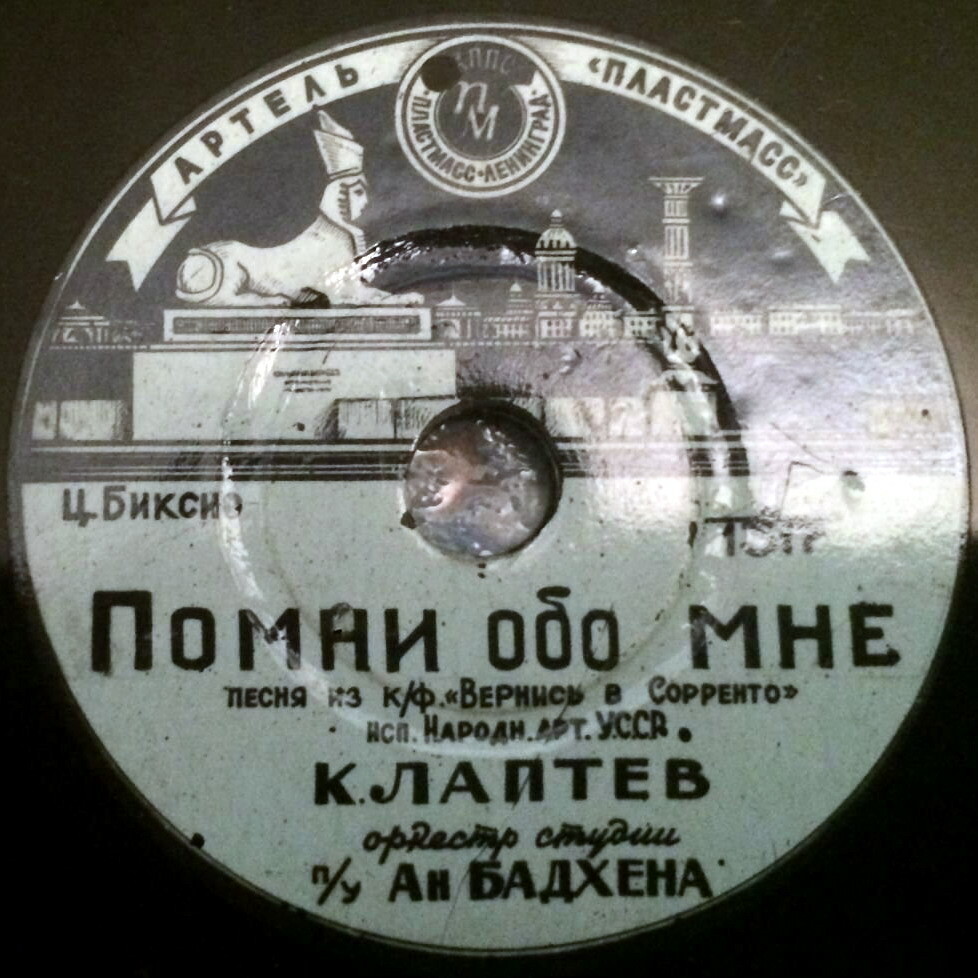 АРТЕЛЬ
«ПЛАСТМАСС»
ПМ
ПЛАСТМАСС·ЛЕНИНГРАД·
Ц. Биксио
ПОМНИ обо МНЕ
ПЕСНЯ ИЗ К/Ф. «ВЕРНИСЬ В СОРРЕНТО»
ИСП. НАРОДН. АРТ. УССР.
К. ЛАПТЕВ
оркестр студии
п/у Ан БАДХЕНА